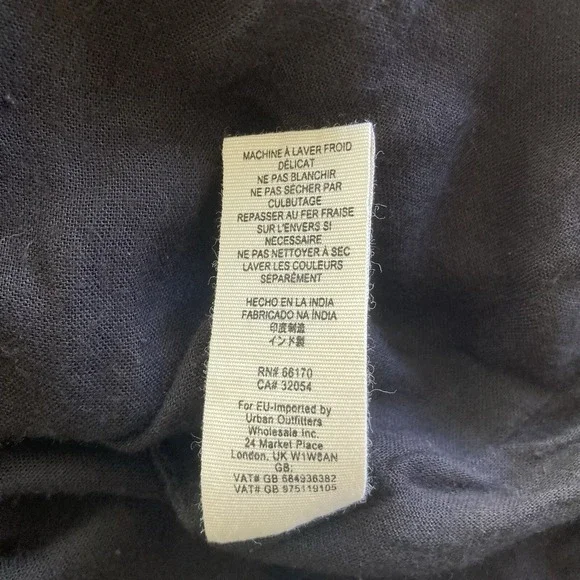 MACHINE À LAVER FROID
DÉLICAT
NE PAS BLANCHIR
NE PAS SÉCHER PAR
CULBUTAGE
REPASSER AU FER FRAISE
SUR L'ENVERS SI
NÉCESSAIRE
NE PAS NETTOYER À SEC
LAVER LES COULEURS
SÉPARÉMENT
HECHO EN LA INDIA
FABRICADO NA ÍNDIA
印度制造
インド製
RN# 66170
CA# 32054
For EU-Imported by
Urban Outfitters
Wholesale Inc.
24 Market Place
London, UK W1W8AN
GB:
VAT# GB 584936382
VAT# GB 975119105